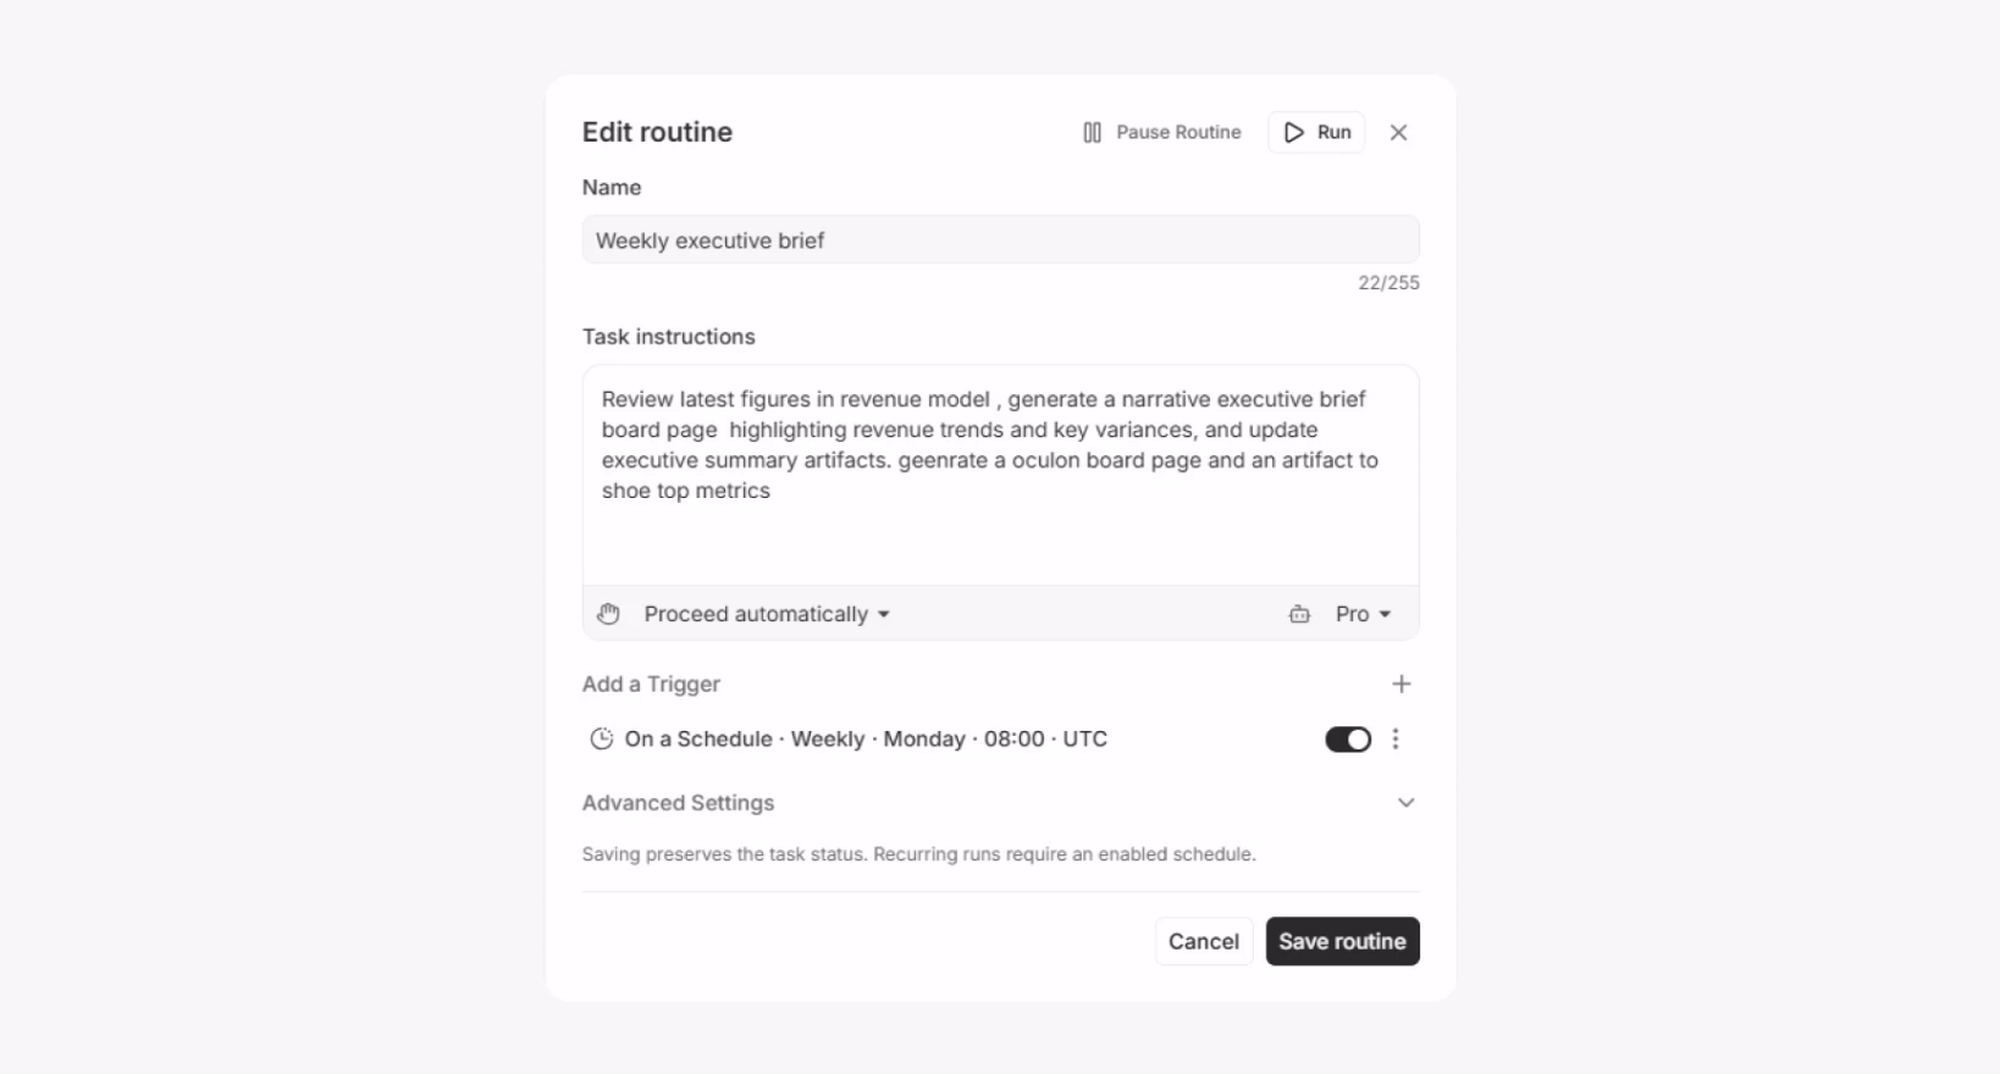 Edit routine
Pause Routine
Run
Name
Weekly executive brief
22/255
Task instructions
Review latest figures in revenue model , generate a narrative executive brief
board page  highlighting revenue trends and key variances, and update
executive summary artifacts. geenrate a oculon board page and an artifact to
shoe top metrics
Proceed automatically
Pro
Add a Trigger
On a Schedule · Weekly · Monday · 08:00 · UTC
Advanced Settings
Saving preserves the task status. Recurring runs require an enabled schedule.
Cancel
Save routine